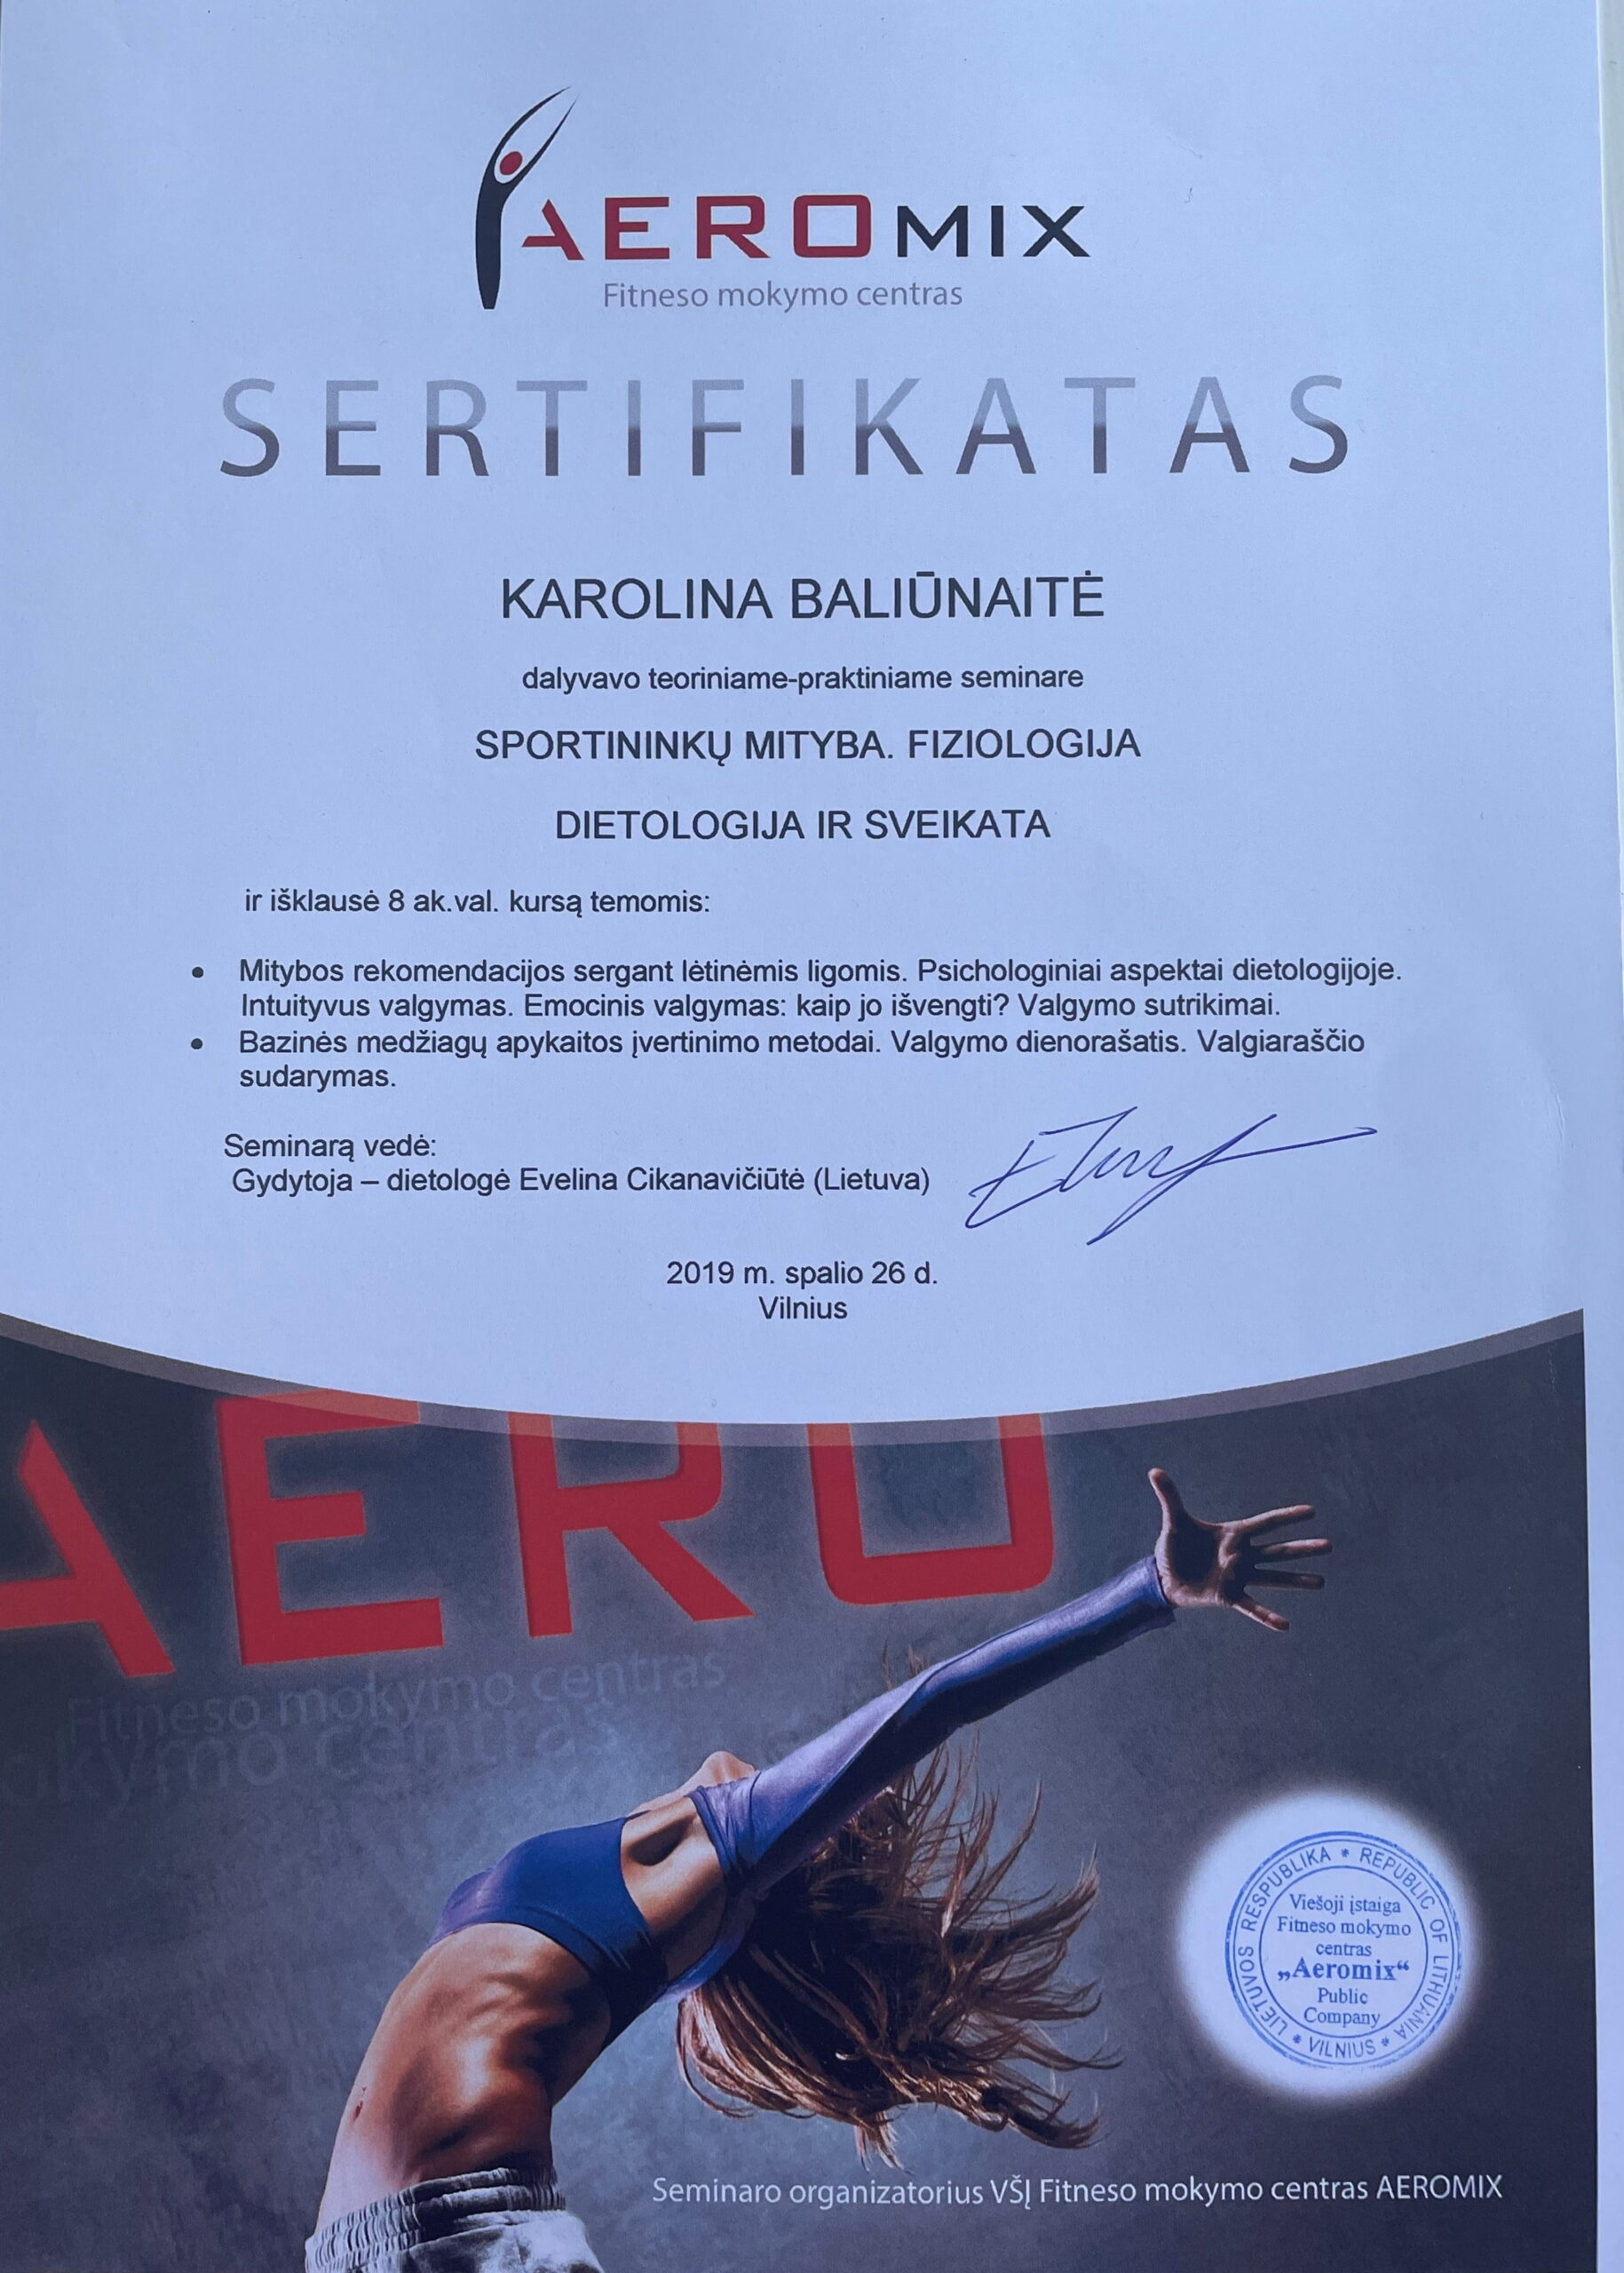 AEROMIX
Fitneso mokymo centras
SERTIFIKATAS
KAROLINA BALIŪNAITĖ
dalyvavo teoriniame-praktiniame seminare
SPORTININKŲ MITYBA. FIZIOLOGIJA
DIETOLOGIJA IR SVEIKATA
ir išklausė 8 ak.val. kursą temomis:
• Mitybos rekomendacijos sergant lėtinėmis ligomis. Psichologiniai aspektai dietologijoje.
Intuityvus valgymas. Emocinis valgymas: kaip jo išvengti? Valgymo sutrikimai.
• Bazinės medžiagų apykaitos įvertinimo metodai. Valgymo dienorašatis. Valgiaraščio
sudarymas.
Seminarą vedė:
Gydytoja – dietologė Evelina Cikanavičiūtė (Lietuva)
2019 m. spalio 26 d.
Vilnius
AERO
Fitneso mokymo centras
okymo centras
LIETUVOS RESPUBLIKA * REPUBLIC OF LITHUANIA
* VILNIUS *
Viešoji įstaiga
Fitneso mokymo
centras
„Aeromix“
Public
Company
Seminaro organizatorius VŠĮ Fitneso mokymo centras AEROMIX